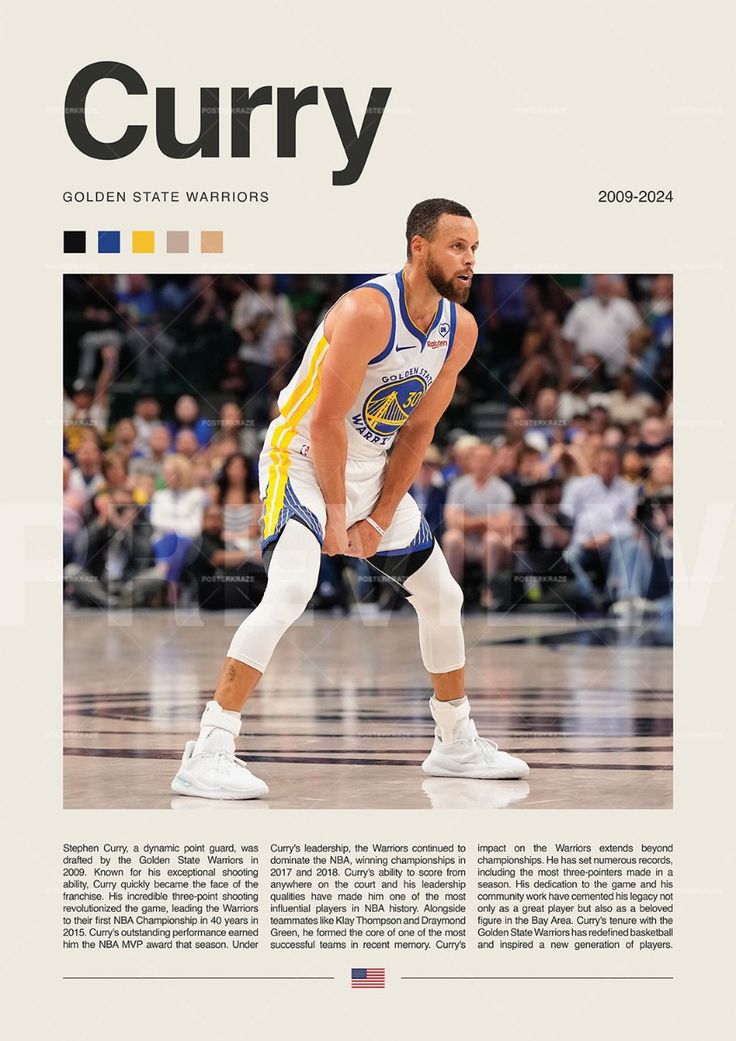 Curry
GOLDEN STATE WARRIORS
2009-2024
Rakuten
GOLDEN STATE
30
WARRIORS
PREVIEW
POSTERKRAZE
Stephen Curry, a dynamic point guard, was
drafted by the Golden State Warriors in
2009. Known for his exceptional shooting
ability, Curry quickly became the face of the
franchise. His incredible three-point shooting
revolutionized the game, leading the Warriors
to their first NBA Championship in 40 years in
2015. Curry's outstanding performance earned
him the NBA MVP award that season. Under
Curry's leadership, the Warriors continued to
dominate the NBA, winning championships in
2017 and 2018. Curry's ability to score from
anywhere on the court and his leadership
qualities have made him one of the most
influential players in NBA history. Alongside
teammates like Klay Thompson and Draymond
Green, he formed the core of one of the most
successful teams in recent memory. Curry's
impact on the Warriors extends beyond
championships. He has set numerous records,
including the most three-pointers made in a
season. His dedication to the game and his
community work have cemented his legacy not
only as a great player but also as a beloved
figure in the Bay Area. Curry's tenure with the
Golden State Warriors has redefined basketball
and inspired a new generation of players.